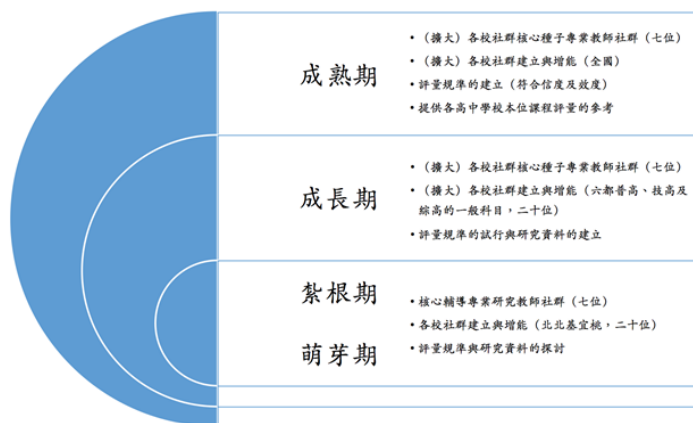 成熟期
•（擴大）各校社群核心種子專業教師社群（七位）
•（擴大）各校社群建立與增能（全國）
•評量規準的建立（符合信度及效度）
•提供各高中學校本位課程評量的參考
成長期
•（擴大）各校社群核心種子專業教師社群（七位）
•（擴大）各校社群建立與增能（六都普高、技高及
綜高的一般科目，二十位）
•評量規準的試行與研究資料的建立
紮根期
萌芽期
•核心輔導專業研究教師社群（七位）
•各校社群建立與增能（北北基宜桃，二十位）
•評量規準與研究資料的探討